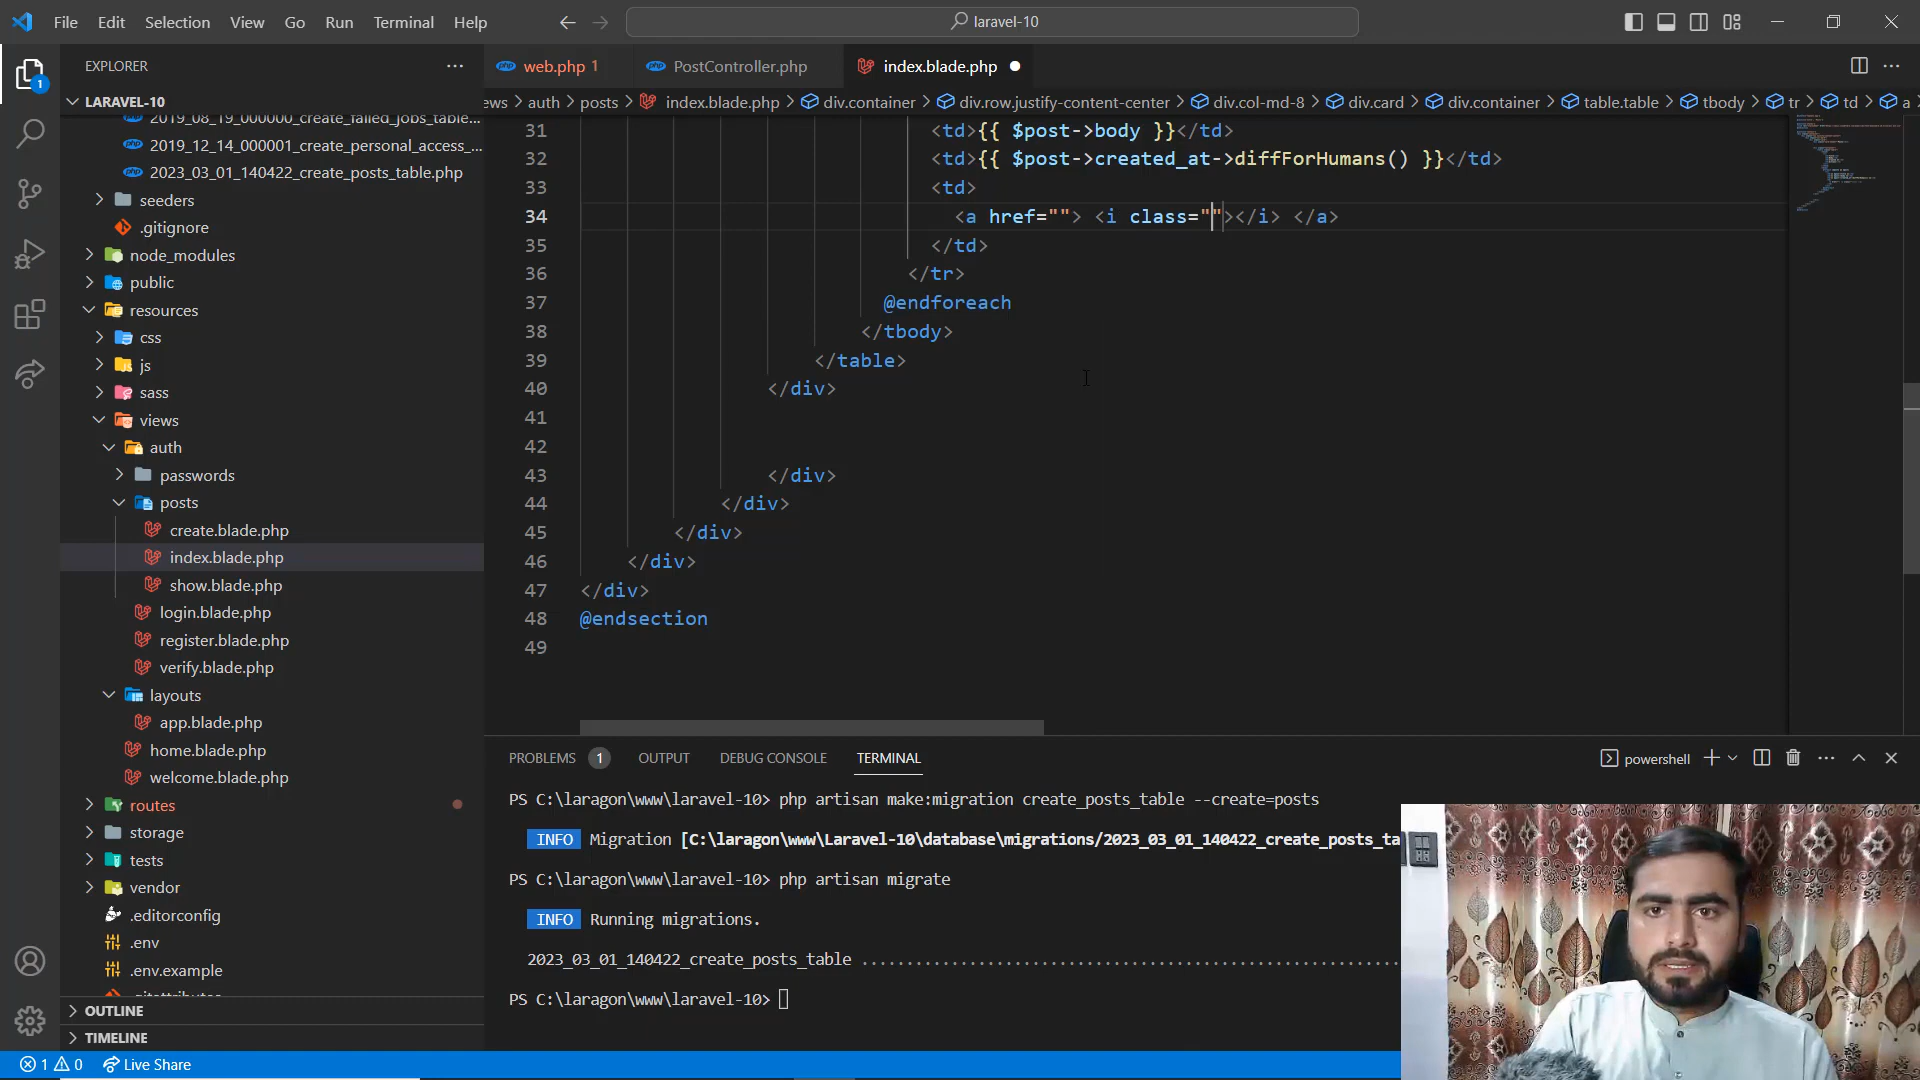 File Edit Selection View Go Run Terminal Help
laravel-10
EXPLORER
LARAVEL-10
2019_08_19_000000_create_failed_jobs_table...
2019_12_14_000001_create_personal_access_...
2023_03_01_140422_create_posts_table.php
seeders
.gitignore
node_modules
public
resources
css
js
sass
views
auth
passwords
posts
create.blade.php
index.blade.php
show.blade.php
login.blade.php
register.blade.php
verify.blade.php
layouts
app.blade.php
home.blade.php
welcome.blade.php
routes
storage
tests
vendor
.editorconfig
.env
.env.example
.gitattributes
OUTLINE
TIMELINE
1
web.php 1
PostController.php
index.blade.php
ews > auth > posts > index.blade.php > div.container > div.row.justify-content-center > div.col-md-8 > div.card > div.container > table.table > tbody > tr > td > a >
31 <td>{{ $post->body }}</td>
32 <td>{{ $post->created_at->diffForHumans() }}</td>
33 <td>
34 <a href=""> <i class=""></i> </a>
35 </td>
36 </tr>
37 @endforeach
38 </tbody>
39 </table>
40 </div>
41
42
43 </div>
44 </div>
45 </div>
46 </div>
47 </div>
48 @endsection
49
PROBLEMS 1 OUTPUT DEBUG CONSOLE TERMINAL
powershell
PS C:\laragon\www\laravel-10> php artisan make:migration create_posts_table --create=posts
INFO Migration [C:\laragon\www\Laravel-10\database\migrations/2023_03_01_140422_create_posts_ta
PS C:\laragon\www\laravel-10> php artisan migrate
INFO Running migrations.
2023_03_01_140422_create_posts_table ......................................................
PS C:\laragon\www\laravel-10>
1 0 Live Share